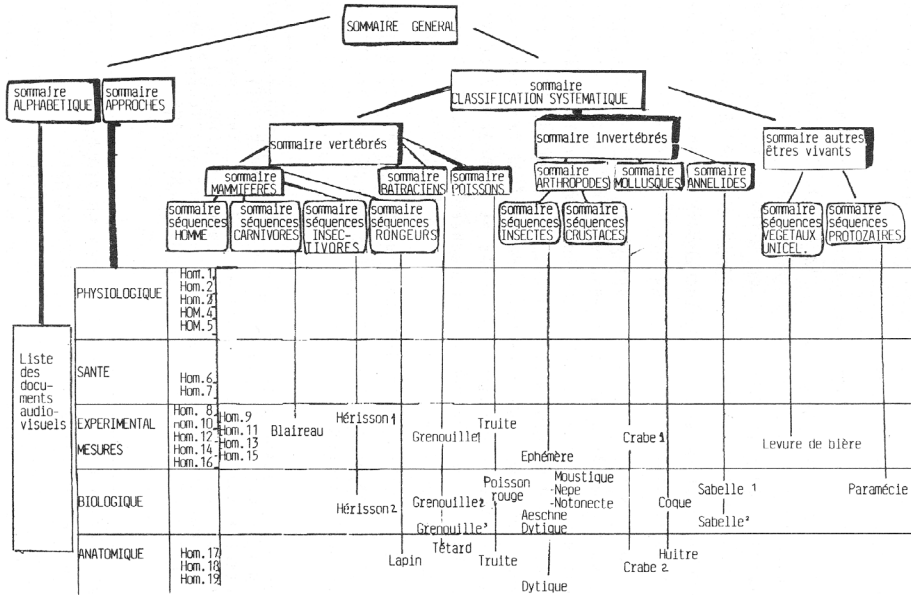 SOMMAIRE GENERAL
sommaire
ALPHABETIQUE
sommaire
APPROCHES
sommaire
CLASSIFICATION SYSTEMATIQUE
sommaire vertébrés
sommaire invertébrés
sommaire autres
êtres vivants
sommaire
MAMMIFERES
sommaire
BATRACIENS
sommaire
POISSONS
sommaire
ARTHROPODES
sommaire
MOLLUSQUES
sommaire
ANNELIDES
sommaire
séquences
HOMME
sommaire
séquences
CARNIVORES
sommaire
séquences
INSEC-
TIVORES
sommaire
séquences
RONGEURS
sommaire
séquences
INSECTES
sommaire
séquences
CRUSTACES
sommaire
séquences
VEGETAUX
UNICEL.
sommaire
séquences
PROTOZAIRES
Liste
des
docu-
ments
audio-
visuels
PHYSIOLOGIQUE
Hom.1
Hom.2
Hom.3
HOM.4
HOM.5
SANTE
Hom.6
Hom.7
EXPERIMENTAL
MESURES
Hom. 8
Hom.10
Hom.12
Hom.14
Hom.16
Hom.9
Hom.11
Hom.13
Hom.15
Blaireau
Hérisson 1
Grenouille 1
Truite
Ephémère
Crabe 1
Levure de bière
BIOLOGIQUE
Hérisson 2
Grenouille 2
Grenouille 3
Poisson
rouge
Moustique
-Nepe
-Notonecte
Aeschne
Dytique
Coque
Sabelle 1
Sabelle 2
Paramécie
ANATOMIQUE
Hom.17
Hom.18
Hom.19
Lapin
Têtard
Truite
Dytique
Crabe 2
Huitre